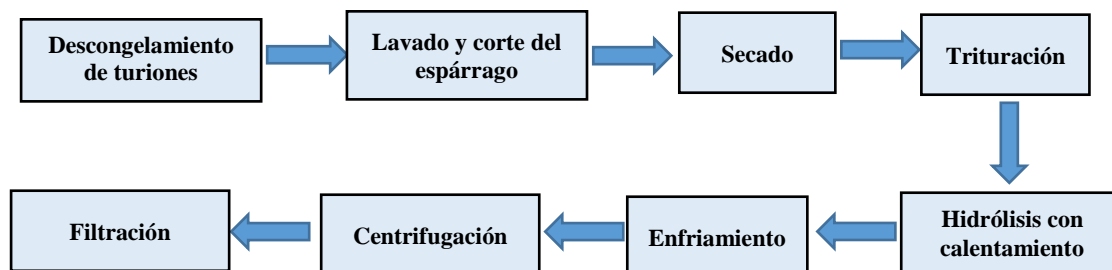 Descongelamiento
de turiones
Lavado y corte del
espárrago
Secado
Trituración
Hidrólisis con
calentamiento
Enfriamiento
Centrifugación
Filtración